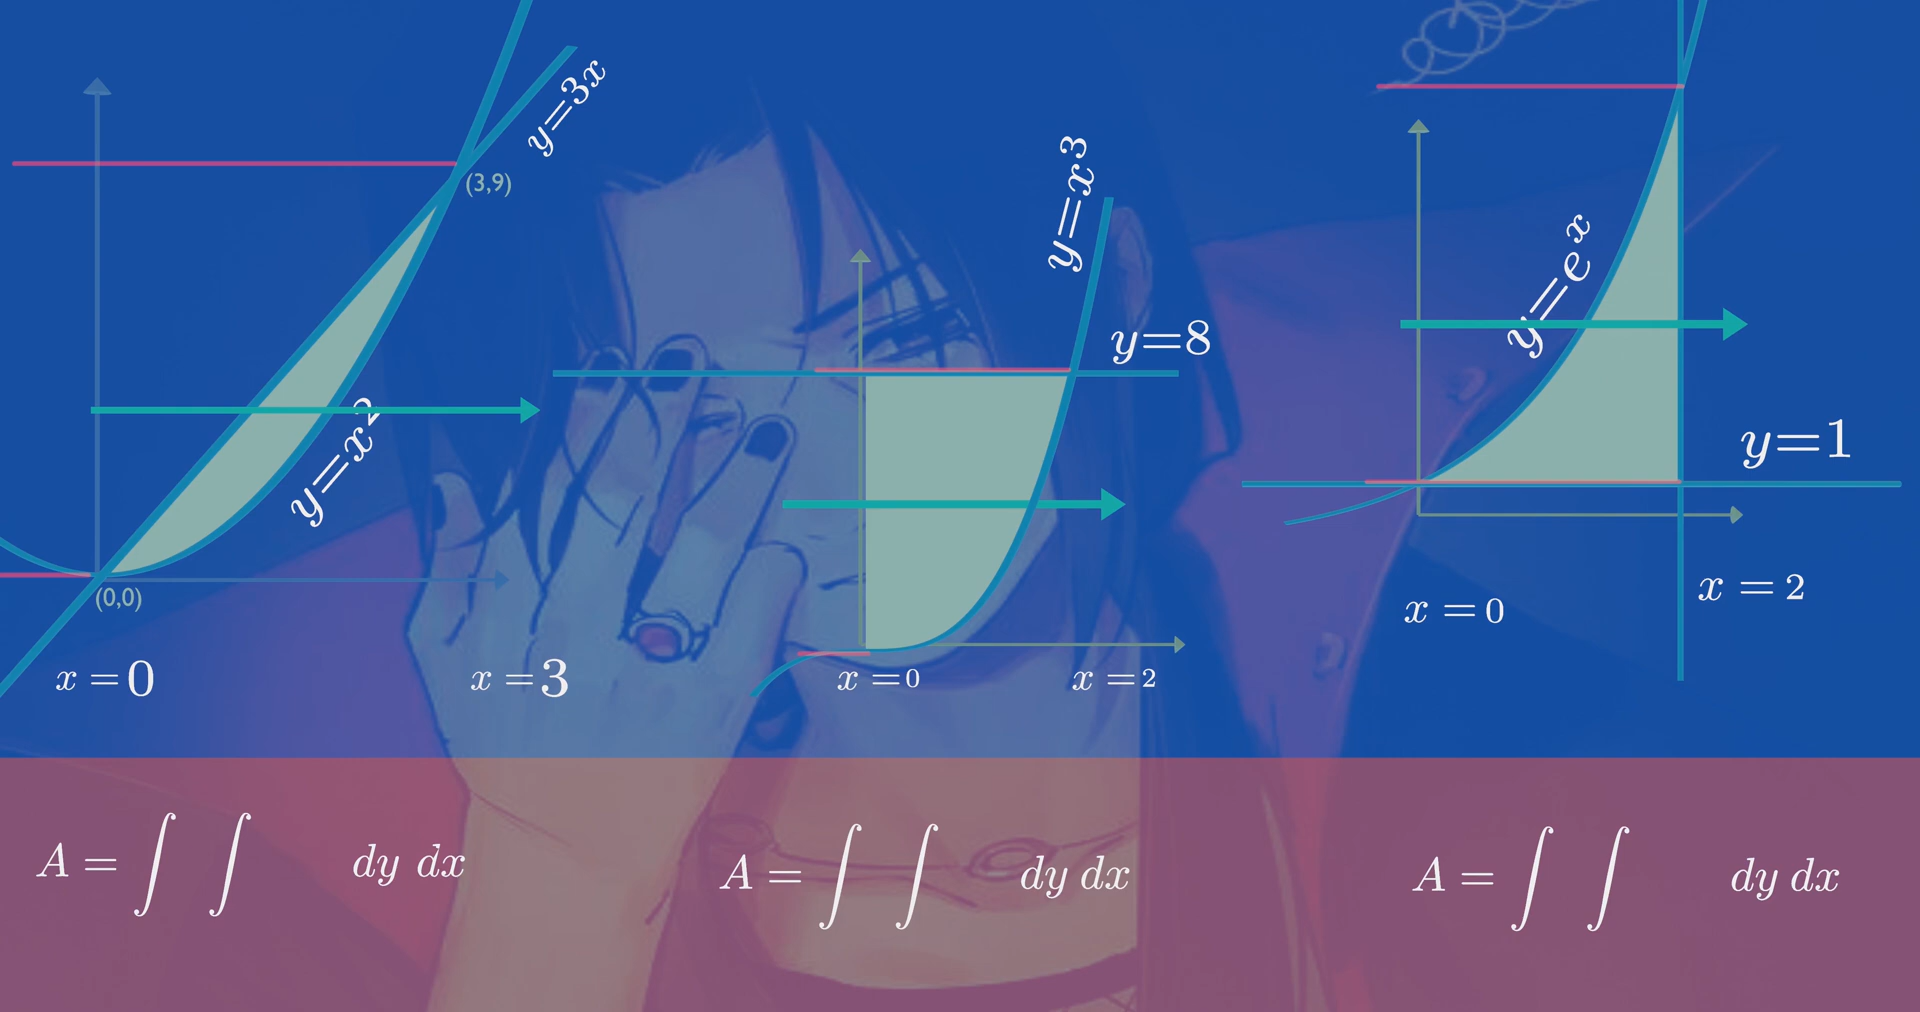 y=3x
(3,9)
y=x²
(0,0)
x = 0
x = 3
y=x³
y=8
x = 0
x = 2
y=eˣ
y=1
x = 0
x = 2
A = ∫ ∫ dy dx
A = ∫ ∫ dy dx
A = ∫ ∫ dy dx